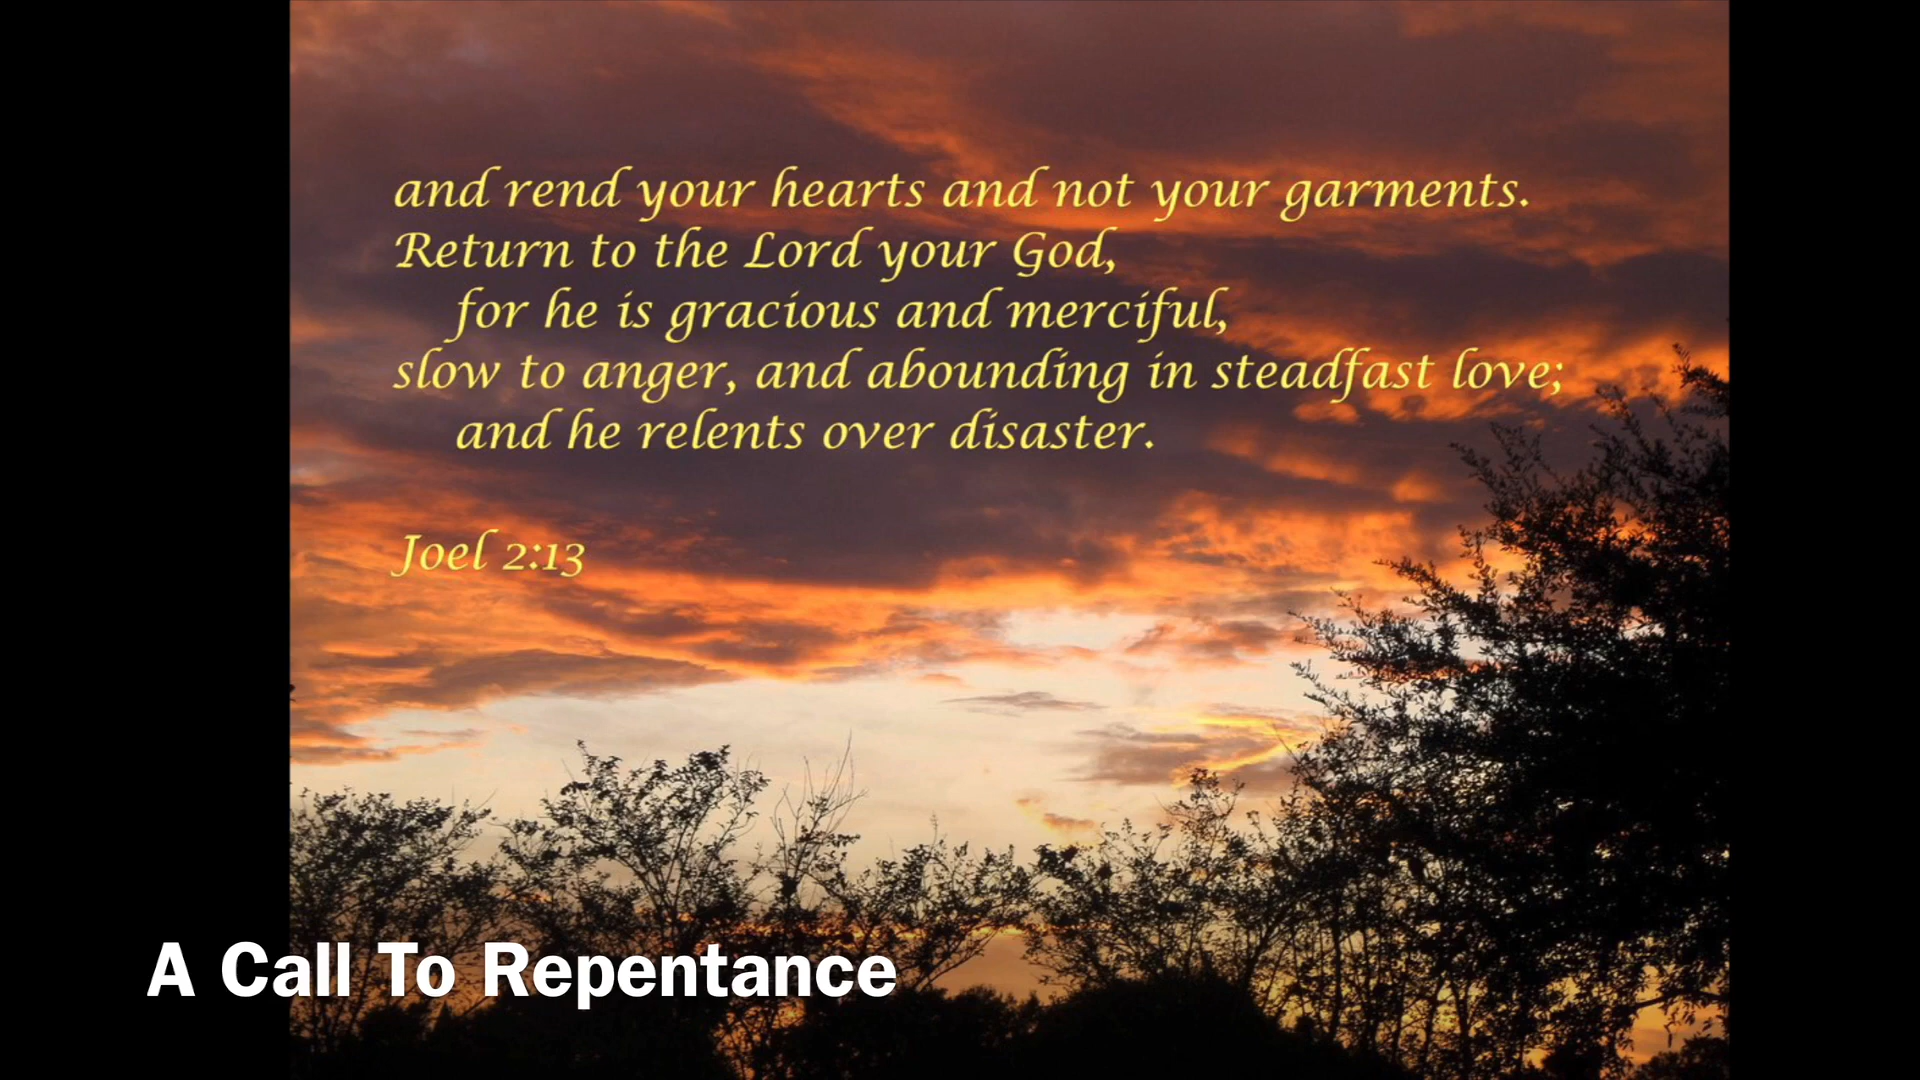 and rend your hearts and not your garments.
Return to the Lord your God,
for he is gracious and merciful,
slow to anger, and abounding in steadfast love;
and he relents over disaster.
Joel 2:13
A Call To Repentance